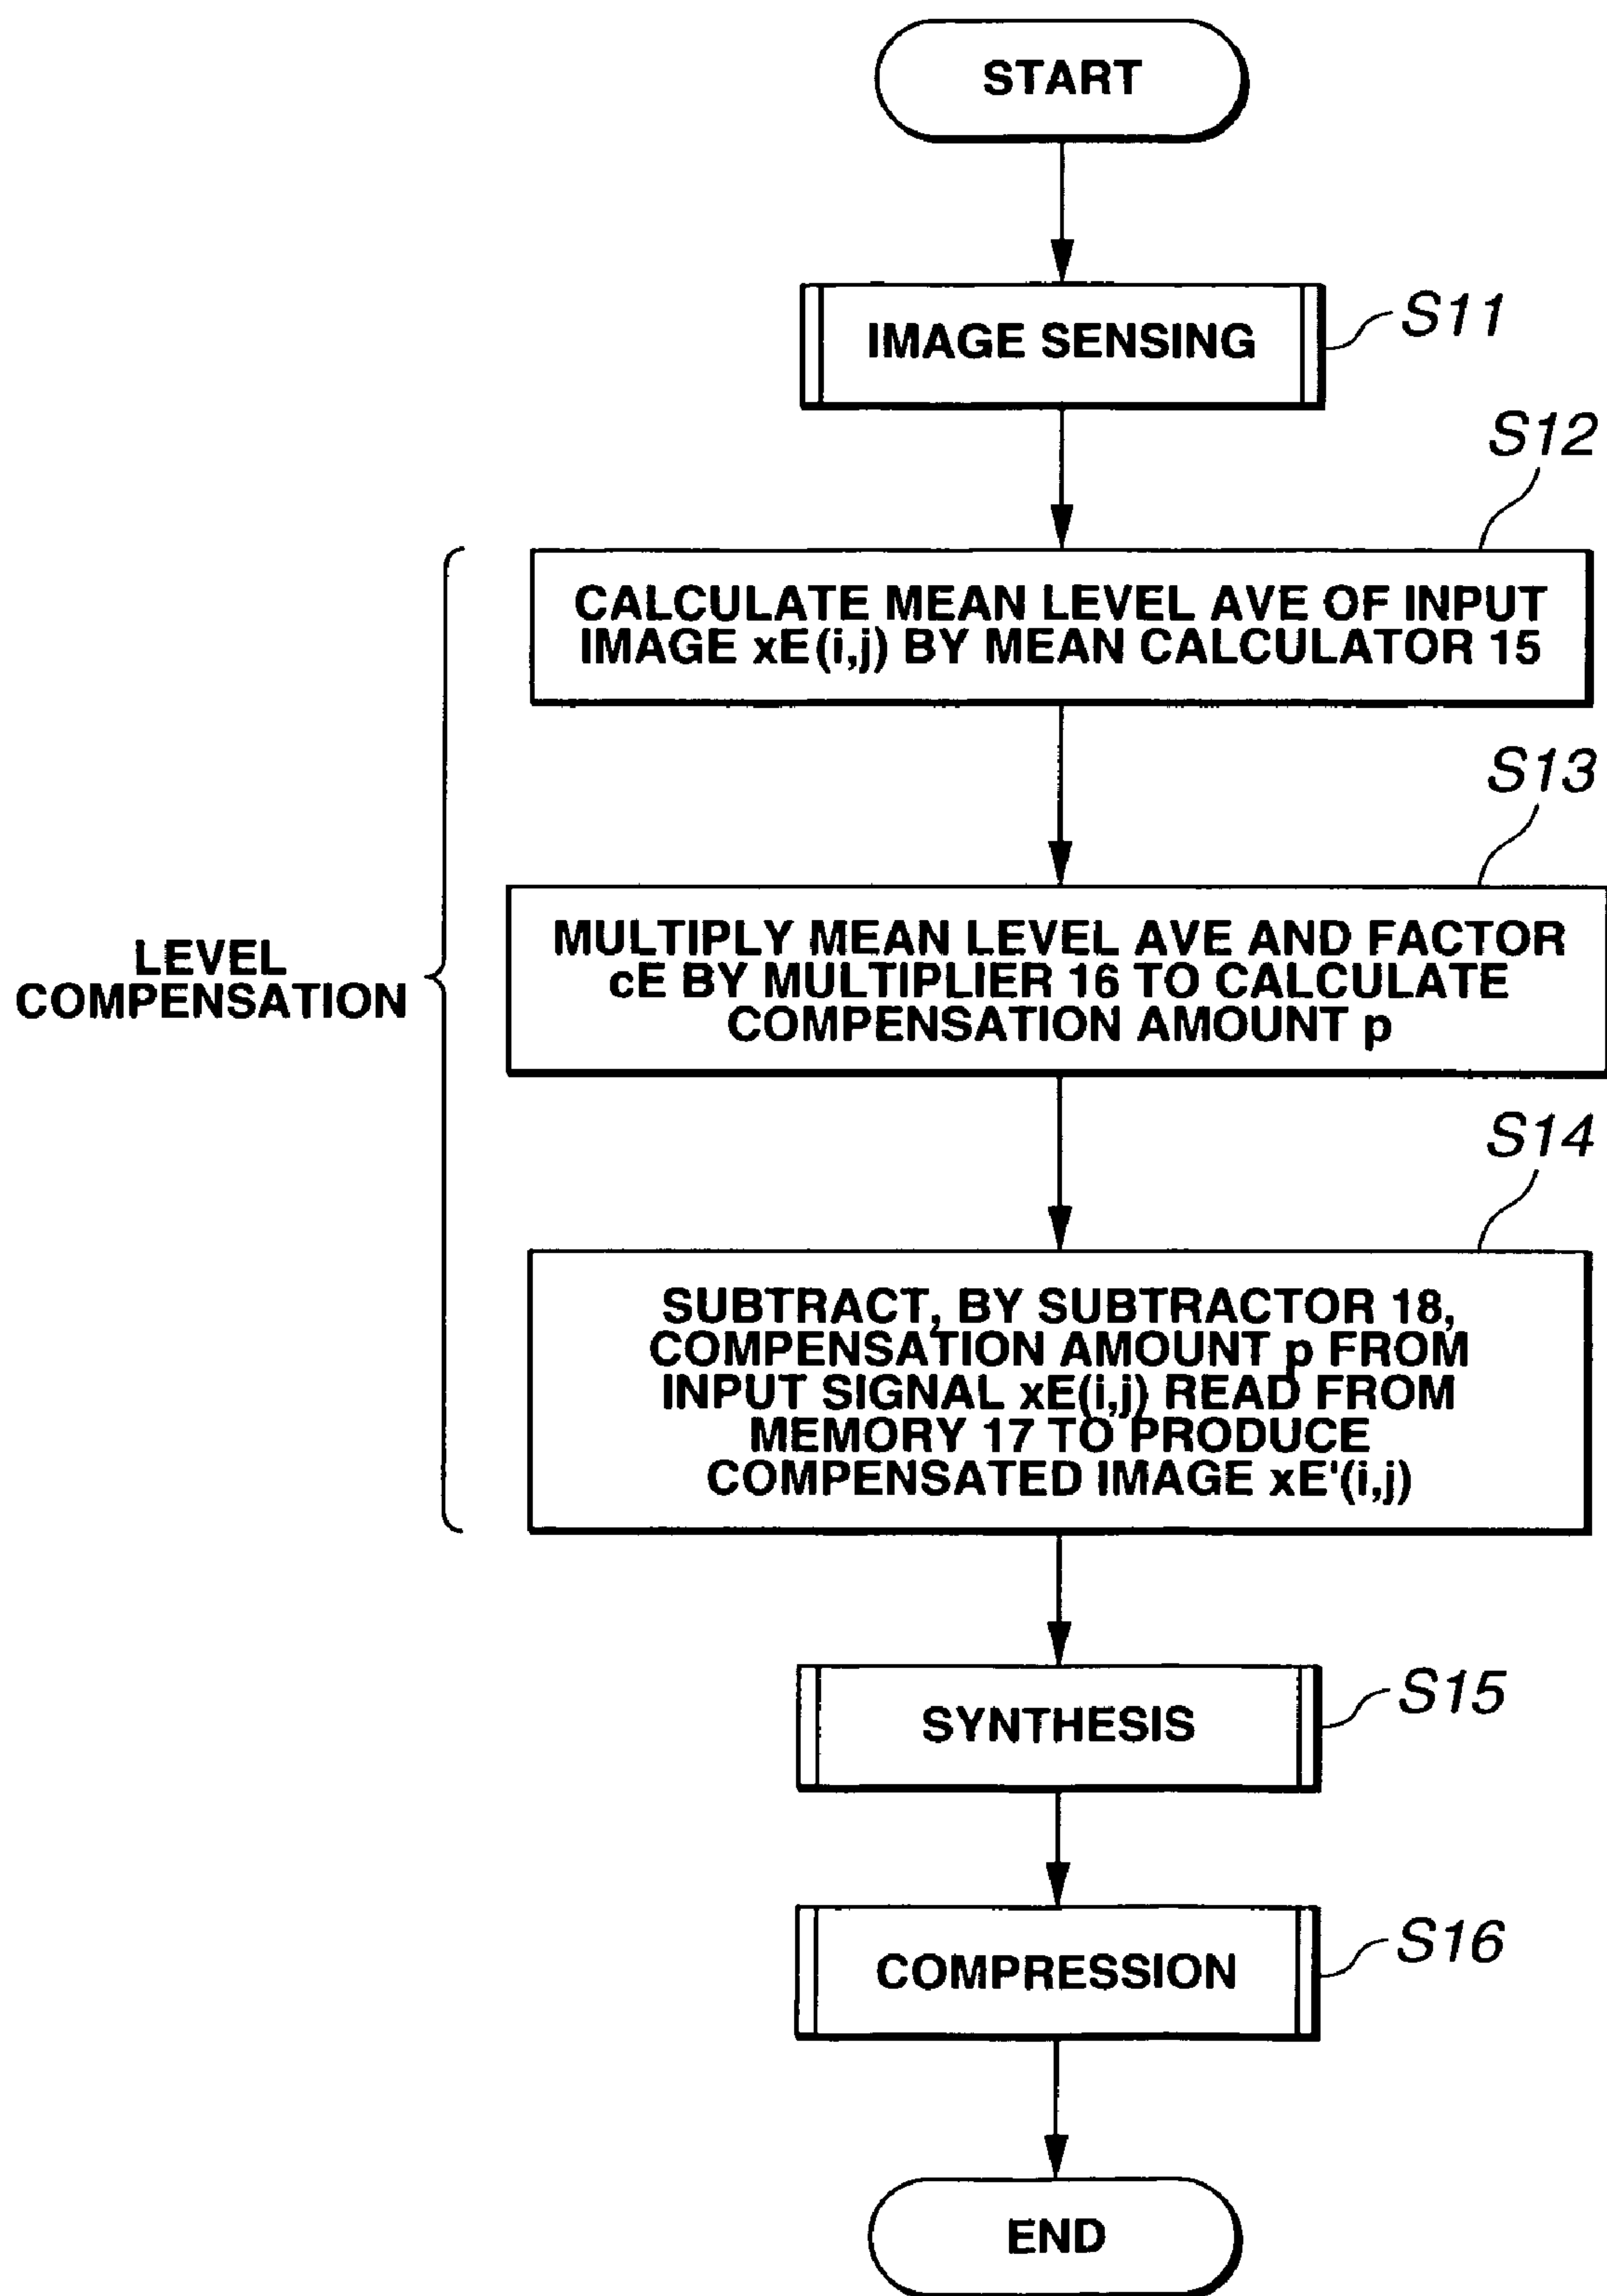 START
IMAGE SENSING
S11
S12
CALCULATE MEAN LEVEL AVE OF INPUT
IMAGE xE(i,j) BY MEAN CALCULATOR 15
S13
LEVEL
COMPENSATION
MULTIPLY MEAN LEVEL AVE AND FACTOR
cE BY MULTIPLIER 16 TO CALCULATE
COMPENSATION AMOUNT p
S14
SUBTRACT, BY SUBTRACTOR 18,
COMPENSATION AMOUNT p FROM
INPUT SIGNAL xE(i,j) READ FROM
MEMORY 17 TO PRODUCE
COMPENSATED IMAGE xE'(i,j)
SYNTHESIS
S15
COMPRESSION
S16
END